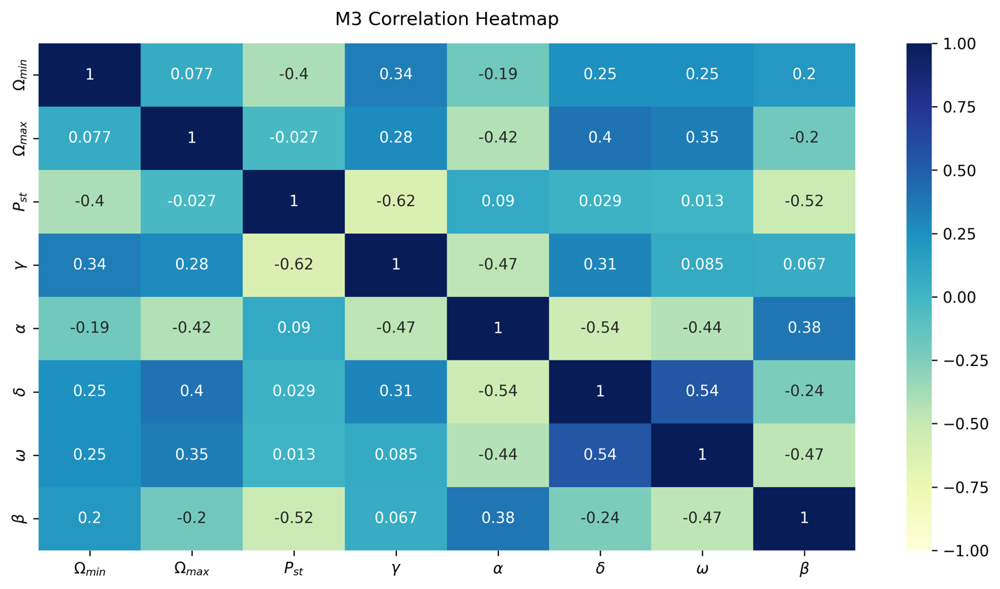 M3 Correlation Heatmap
Ω_min 1 0.077 -0.4 0.34 -0.19 0.25 0.25 0.2
Ω_max 0.077 1 -0.027 0.28 -0.42 0.4 0.35 -0.2
P_st -0.4 -0.027 1 -0.62 0.09 0.029 0.013 -0.52
γ 0.34 0.28 -0.62 1 -0.47 0.31 0.085 0.067
α -0.19 -0.42 0.09 -0.47 1 -0.54 -0.44 0.38
δ 0.25 0.4 0.029 0.31 -0.54 1 0.54 -0.24
ω 0.25 0.35 0.013 0.085 -0.44 0.54 1 -0.47
β 0.2 -0.2 -0.52 0.067 0.38 -0.24 -0.47 1
Ω_min Ω_max P_st γ α δ ω β
1.00
0.75
0.50
0.25
0.00
−0.25
−0.50
−0.75
−1.00